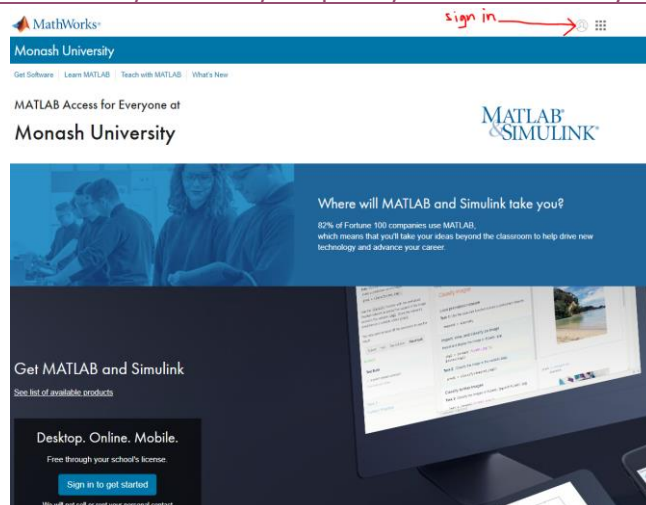 sign in
MathWorks®
Monash University
Get Software
Learn MATLAB
Teach with MATLAB
What's New
MATLAB Access for Everyone at
Monash University
MATLAB®
&SIMULINK®
Where will MATLAB and Simulink take you?
82% of Fortune 100 companies use MATLAB,
which means that you'll take your ideas beyond the classroom to help drive new
technology and advance your career.
Get MATLAB and Simulink
See list of available products
Desktop. Online. Mobile.
Free through your school's license.
Sign in to get started